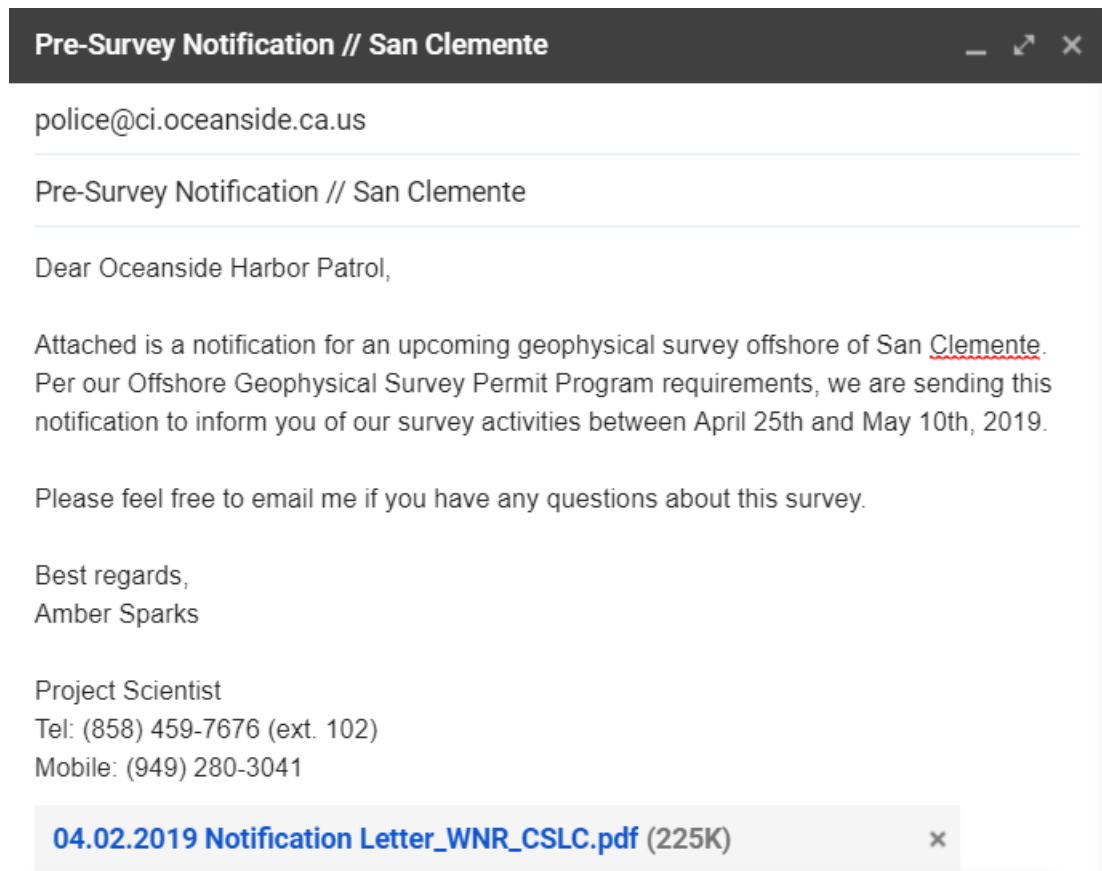 Pre-Survey Notification // San Clemente
police@ci.oceanside.ca.us
Pre-Survey Notification // San Clemente
Dear Oceanside Harbor Patrol,
Attached is a notification for an upcoming geophysical survey offshore of San Clemente.
Per our Offshore Geophysical Survey Permit Program requirements, we are sending this
notification to inform you of our survey activities between April 25th and May 10th, 2019.
Please feel free to email me if you have any questions about this survey.
Best regards,
Amber Sparks
Project Scientist
Tel: (858) 459-7676 (ext. 102)
Mobile: (949) 280-3041
04.02.2019 Notification Letter_WNR_CSLC.pdf (225K)